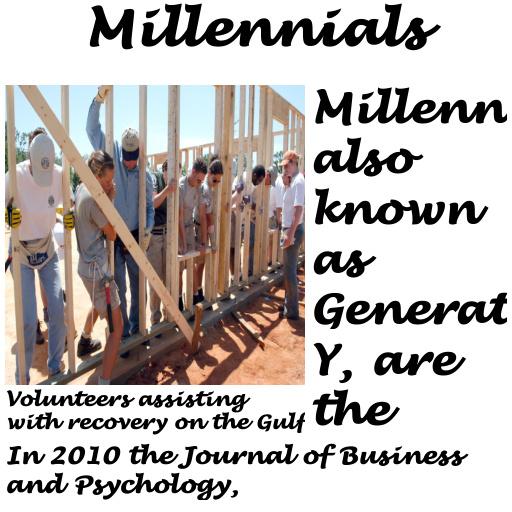 Millennials
Millenn
also
known
as
Generat
Y, are
the
Volunteers assisting
with recovery on the Gulf
In 2010 the Journal of Business
and Psychology,